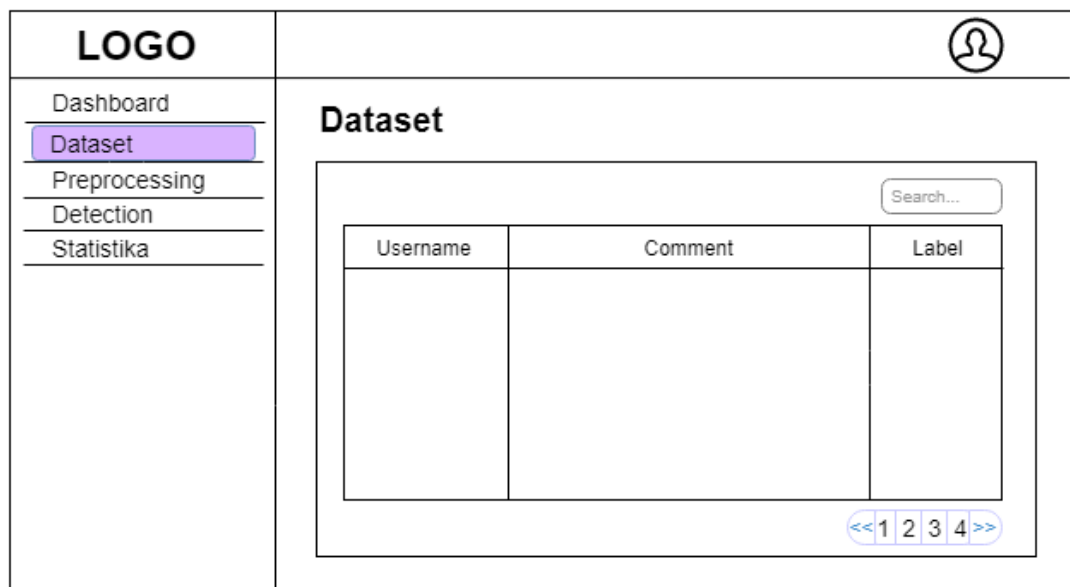 LOGO
Dashboard
Dataset
Preprocessing
Detection
Statistika
Dataset
Search...
Username Comment Label
<< 1 2 3 4 >>